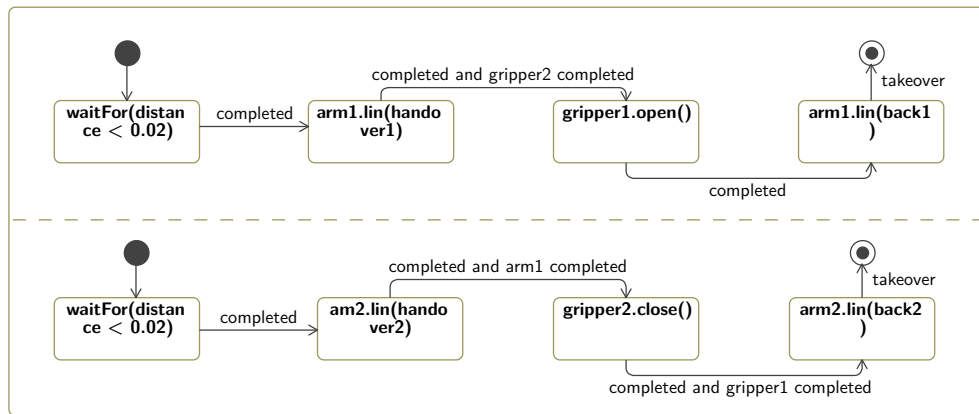 completed and gripper2 completed
takeover
waitFor(distan
ce < 0.02)
completed
arm1.lin(hando
ver1)
gripper1.open()
arm1.lin(back1
)
completed
completed and arm1 completed
takeover
waitFor(distan
ce < 0.02)
completed
am2.lin(hando
ver2)
gripper2.close()
arm2.lin(back2
)
completed and gripper1 completed